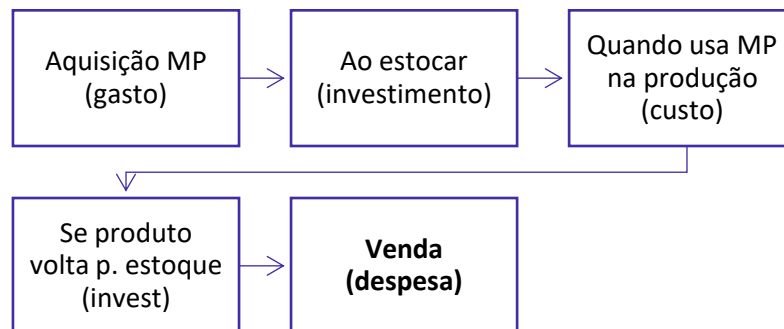 Aquisição MP
(gasto)
Ao estocar
(investimento)
Quando usa MP
na produção
(custo)
Se produto
volta p. estoque
(invest)
Venda
(despesa)